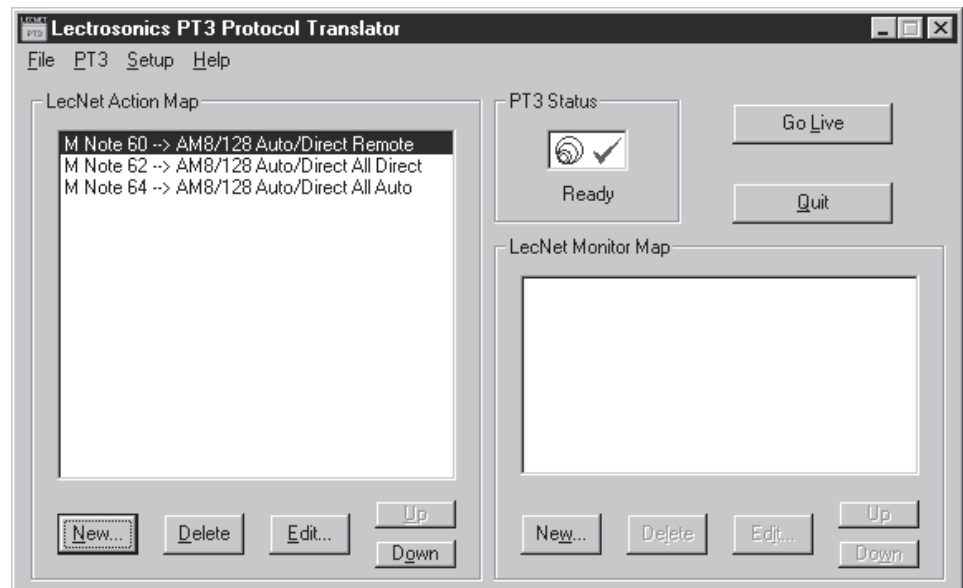 Lectrosonics PT3 Protocol Translator
File PT3 Setup Help
LecNet Action Map
M Note 60 --> AM8/128 Auto/Direct Remote
M Note 62 --> AM8/128 Auto/Direct All Direct
M Note 64 --> AM8/128 Auto/Direct All Auto
New...
Delete
Edit...
Up
Down
PT3 Status
Ready
Go Live
Quit
LecNet Monitor Map
New...
Delete
Edit...
Up
Down